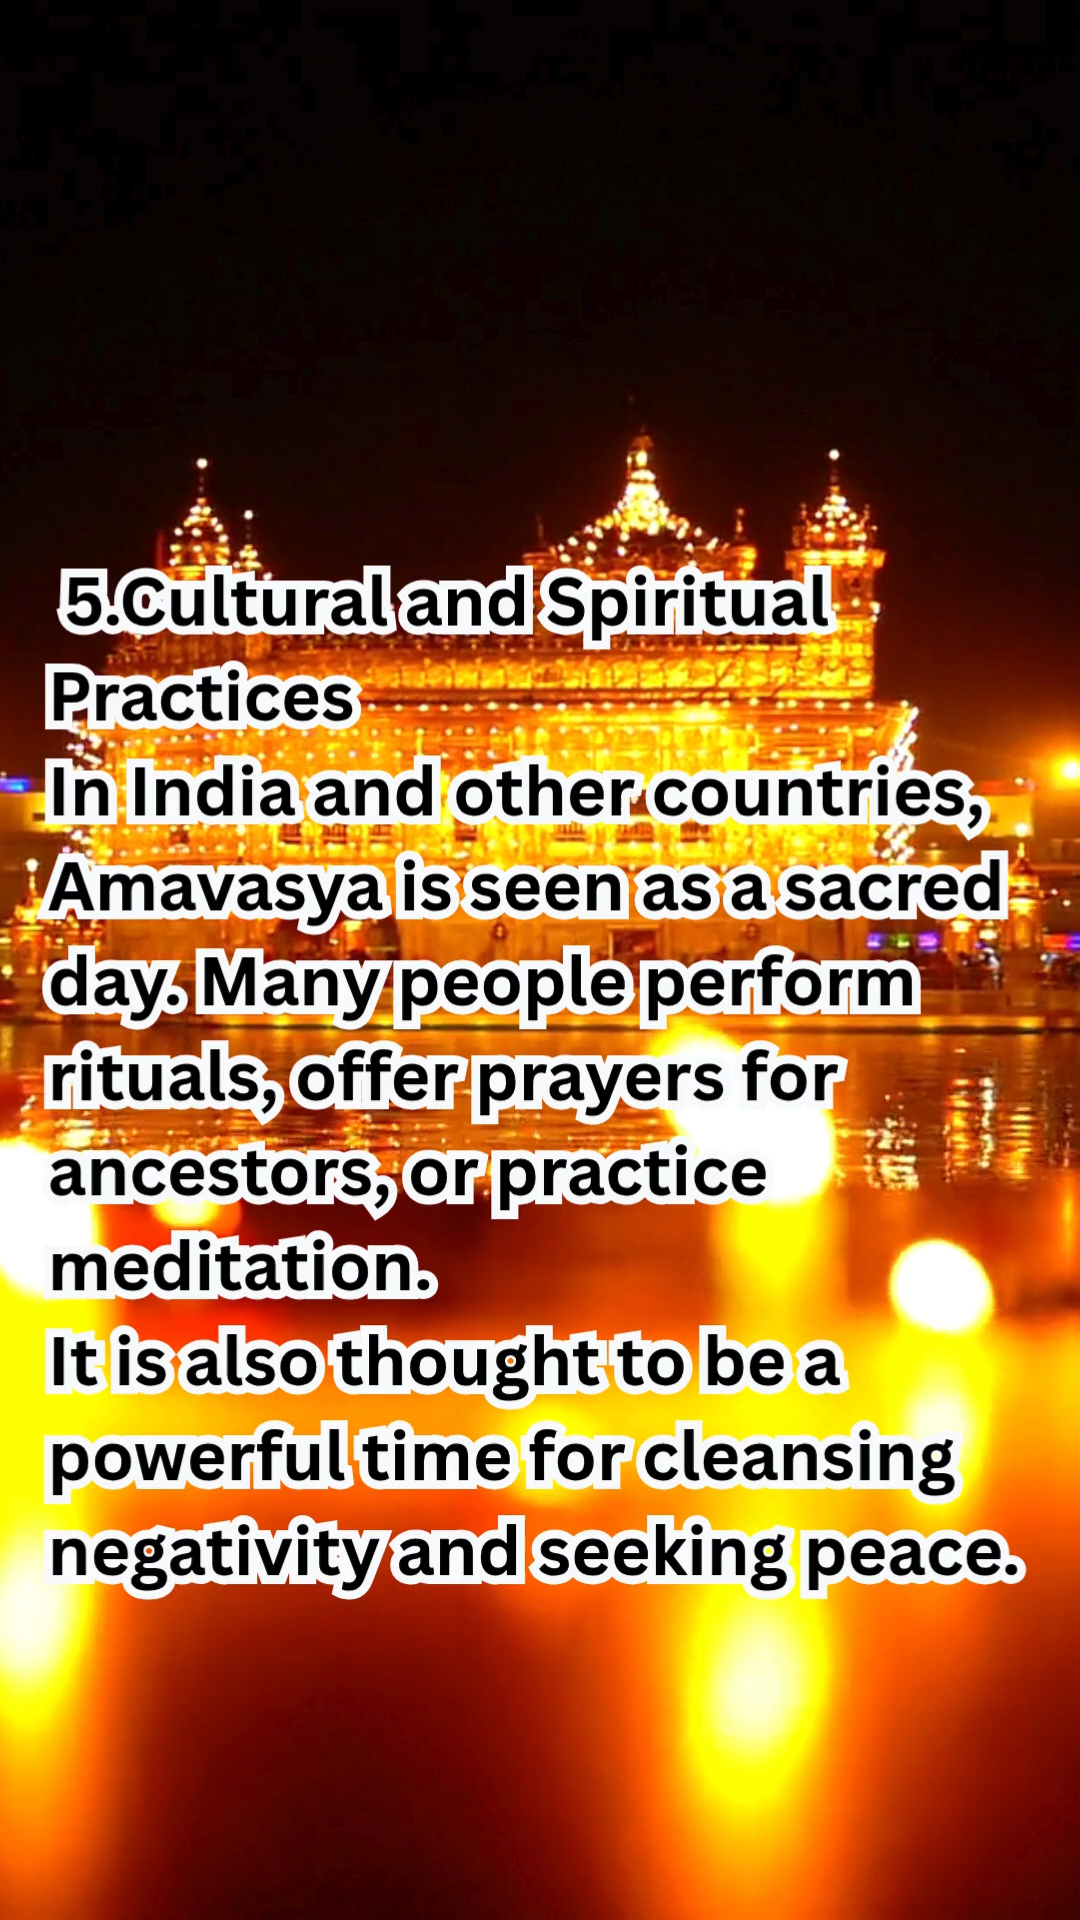 5.Cultural and Spiritual
Practices
In India and other countries,
Amavasya is seen as a sacred
day. Many people perform
rituals, offer prayers for
ancestors, or practice
meditation.
It is also thought to be a
powerful time for cleansing
negativity and seeking peace.